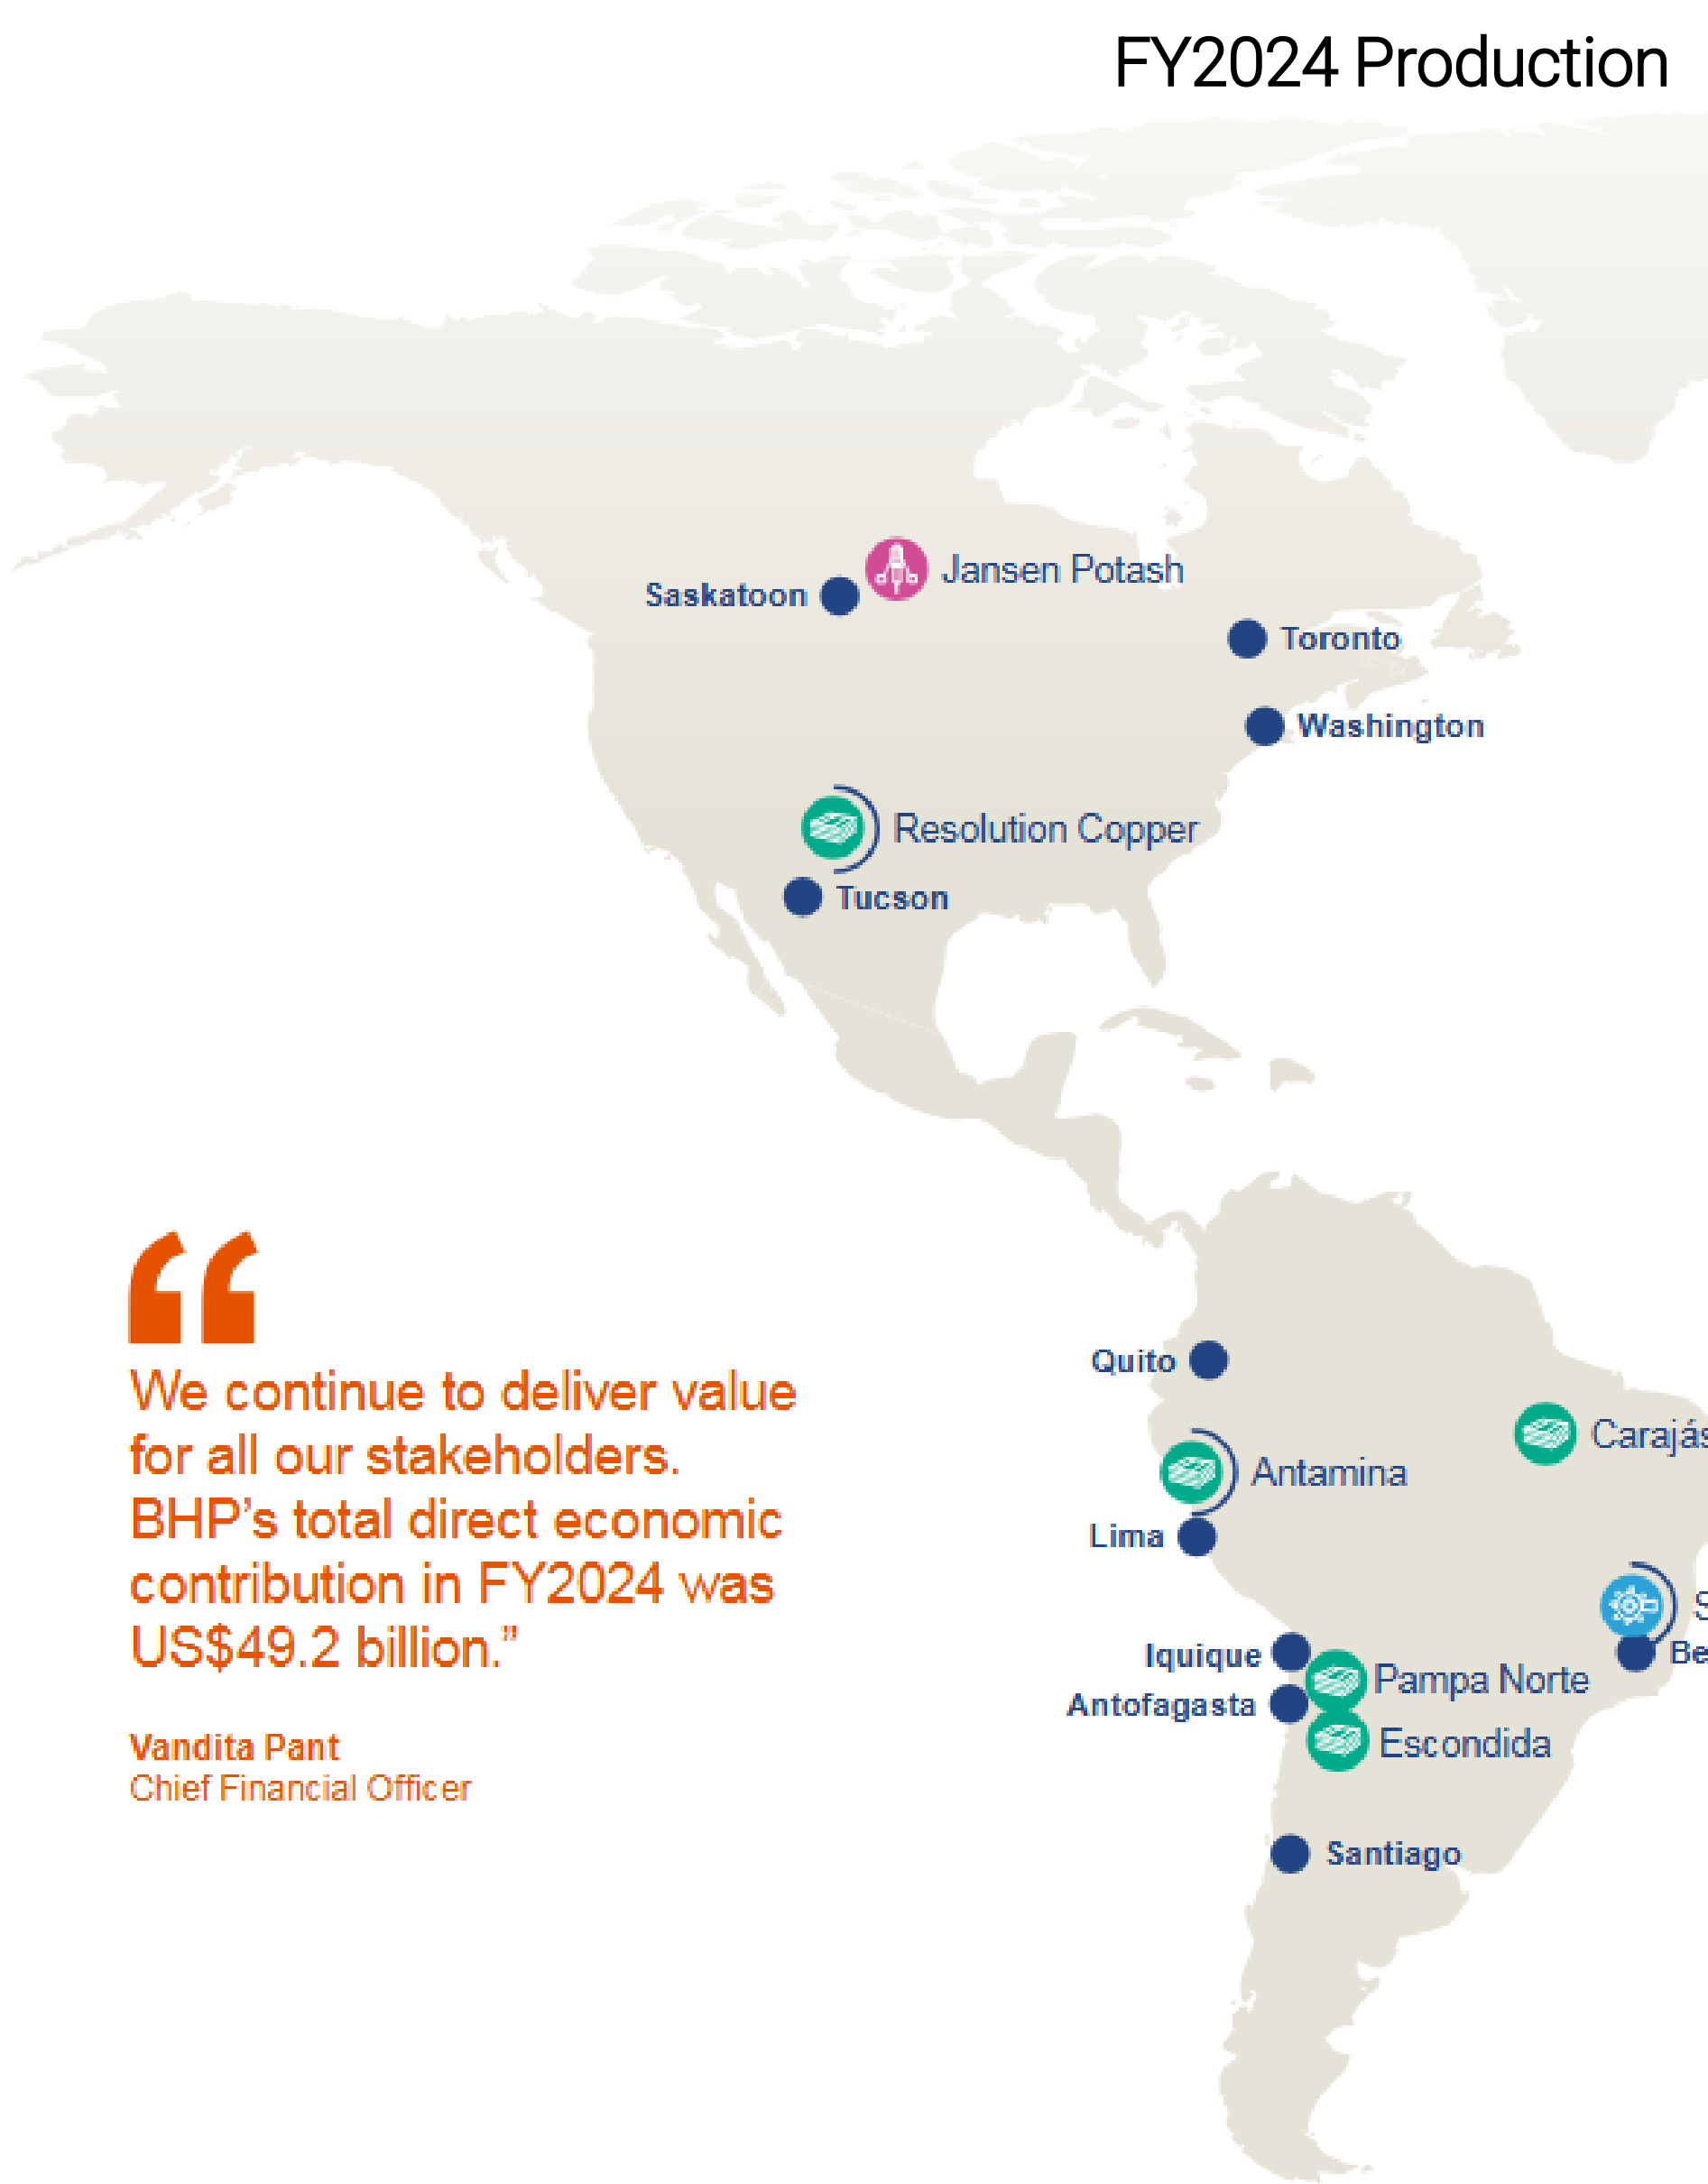 FY2024 Production
Jansen Potash
Saskatoon
Toronto
Washington
Resolution Copper
Tucson
“
We continue to deliver value
for all our stakeholders.
BHP’s total direct economic
contribution in FY2024 was
US$49.2 billion.”
Vandita Pant
Chief Financial Officer
Quito
Carajás
Antamina
Lima
S
Be
Iquique
Pampa Norte
Antofagasta
Escondida
Santiago